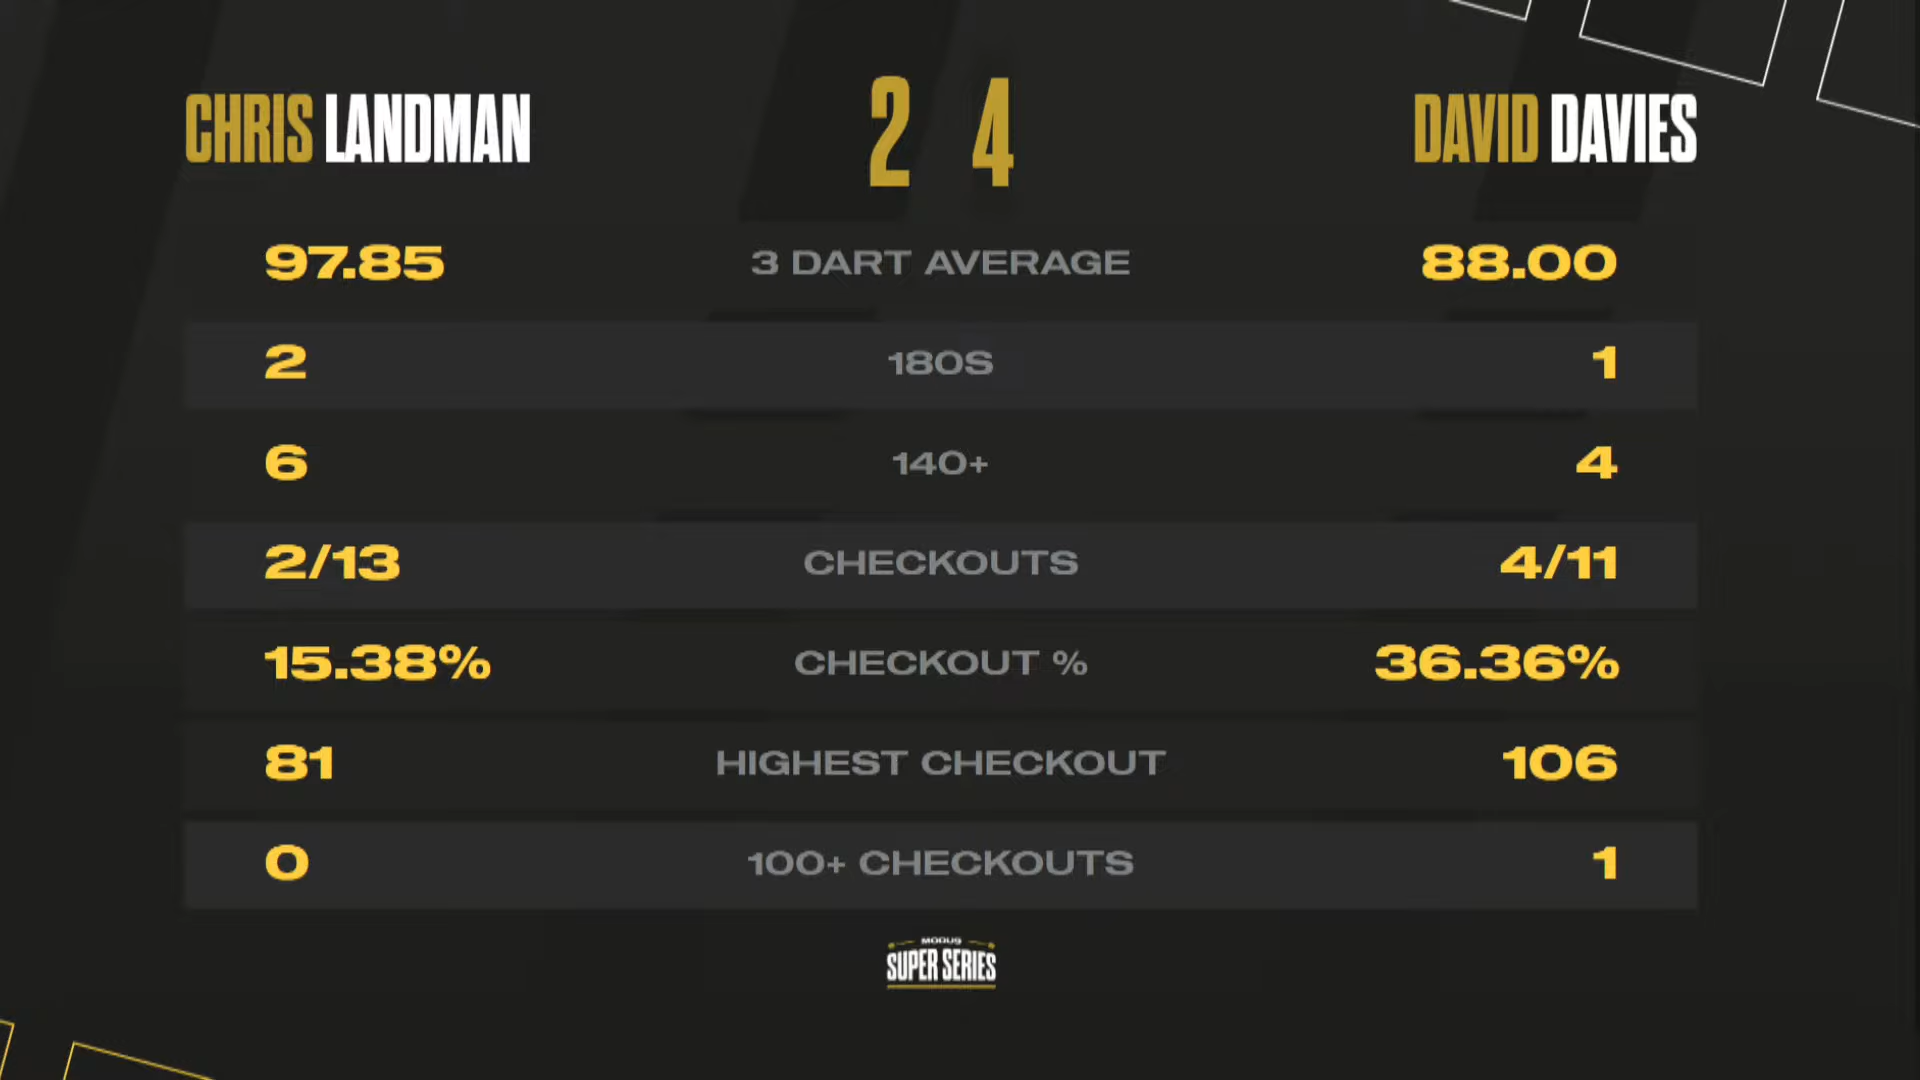 CHRIS LANDMAN 2 4 DAVID DAVIES
97.85 3 DART AVERAGE 88.00
2 180S 1
6 140+ 4
2/13 CHECKOUTS 4/11
15.38% CHECKOUT % 36.36%
81 HIGHEST CHECKOUT 106
0 100+ CHECKOUTS 1
MODUS
SUPER SERIES